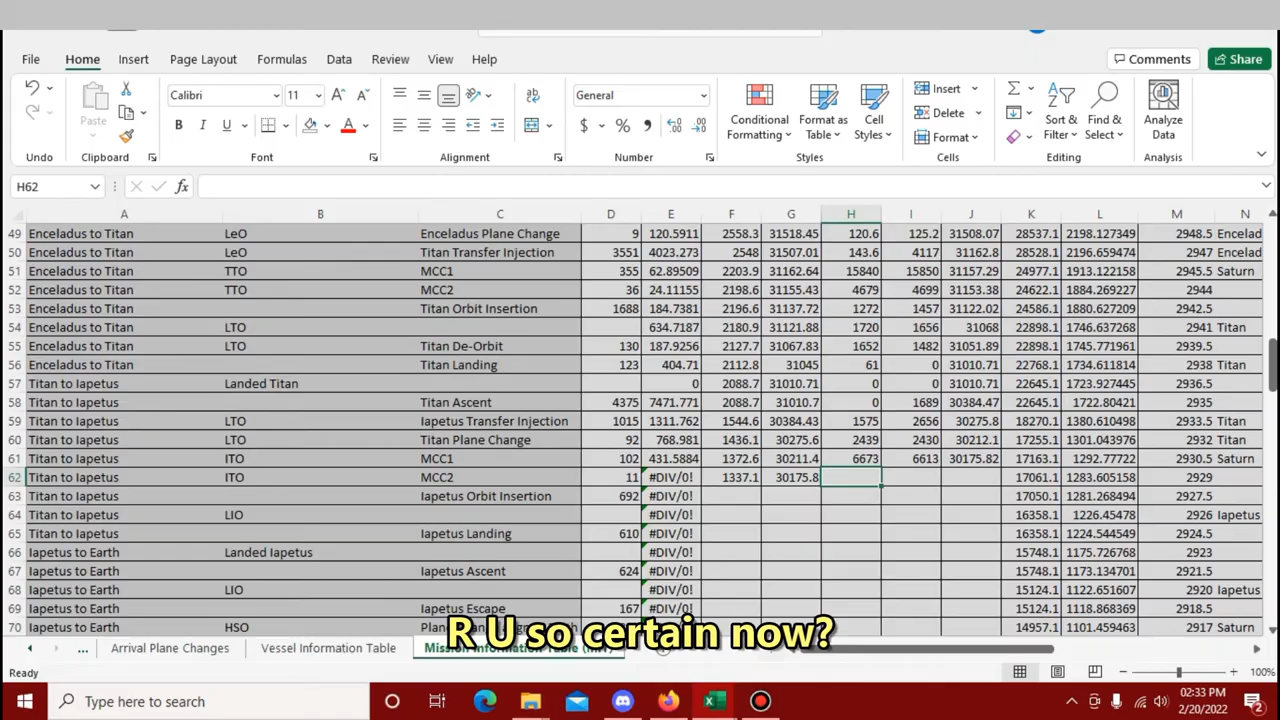 File Home Insert Page Layout Formulas Data Review View Help Comments Share
Calibri 11 General Insert
Paste $ % Conditional Formatting Format as Table Cell Styles Delete Sort & Filter Find & Select Analyze Data
B I U A Format
Undo Clipboard Font Alignment Number Styles Cells Editing Analysis
H62 fx
A B C D E F G H I J K L M N
49 Enceladus to Titan LeO Enceladus Plane Change 9 120.5911 2558.3 31518.45 120.6 125.2 31508.07 28537.1 2198.127349 2948.5 Encelad
50 Enceladus to Titan LeO Titan Transfer Injection 3551 4023.273 2548 31507.01 143.6 4117 31162.8 28528.1 2196.659474 2947 Encelad
51 Enceladus to Titan TTO MCC1 355 62.89509 2203.9 31162.64 15840 15850 31157.29 24977.1 1913.122158 2945.5 Saturn
52 Enceladus to Titan TTO MCC2 36 24.11155 2198.6 31155.43 4679 4699 31153.38 24622.1 1884.269227 2944
53 Enceladus to Titan Titan Orbit Insertion 1688 184.7381 2196.6 31137.72 1272 1457 31122.02 24586.1 1880.627209 2942.5
54 Enceladus to Titan LTO 634.7187 2180.9 31121.88 1720 1656 31068 22898.1 1746.637268 2941 Titan
55 Enceladus to Titan LTO Titan De-Orbit 130 187.9256 2127.7 31067.83 1652 1482 31051.89 22898.1 1745.771961 2939.5
56 Enceladus to Titan Titan Landing 123 404.71 2112.8 31045 61 0 31010.71 22768.1 1734.611814 2938 Titan
57 Titan to Iapetus Landed Titan 0 2088.7 31010.71 0 0 31010.71 22645.1 1723.927445 2936.5
58 Titan to Iapetus Titan Ascent 4375 7471.771 2088.7 31010.7 0 1689 30384.47 22645.1 1722.80421 2935
59 Titan to Iapetus LTO Iapetus Transfer Injection 1015 1311.762 1544.6 30384.43 1575 2656 30275.8 18270.1 1380.610498 2933.5 Titan
60 Titan to Iapetus LTO Titan Plane Change 92 768.981 1436.1 30275.6 2439 2430 30212.1 17255.1 1301.043976 2932 Titan
61 Titan to Iapetus ITO MCC1 102 431.5884 1372.6 30211.4 6673 6613 30175.82 17163.1 1292.77722 2930.5 Saturn
62 Titan to Iapetus ITO MCC2 11 #DIV/0! 1337.1 30175.8 17061.1 1283.605158 2929
63 Titan to Iapetus Iapetus Orbit Insertion 692 #DIV/0! 17050.1 1281.268494 2927.5
64 Titan to Iapetus LIO #DIV/0! 16358.1 1226.45478 2926 Iapetus
65 Titan to Iapetus Iapetus Landing 610 #DIV/0! 16358.1 1224.544549 2924.5
66 Iapetus to Earth Landed Iapetus #DIV/0! 15748.1 1175.726768 2923
67 Iapetus to Earth Iapetus Ascent 624 #DIV/0! 15748.1 1173.134701 2921.5
68 Iapetus to Earth LIO #DIV/0! 15124.1 1122.651607 2920 Iapetus
69 Iapetus to Earth Iapetus Escape 167 #DIV/0! 15124.1 1118.868369 2918.5
70 Iapetus to Earth HSO 14957.1 1101.459463 2917 Saturn
R U so certain now?
... Arrival Plane Changes Vessel Information Table Mission Information Table
Ready 100%
Type here to search 02:33 PM
2/20/2022 2